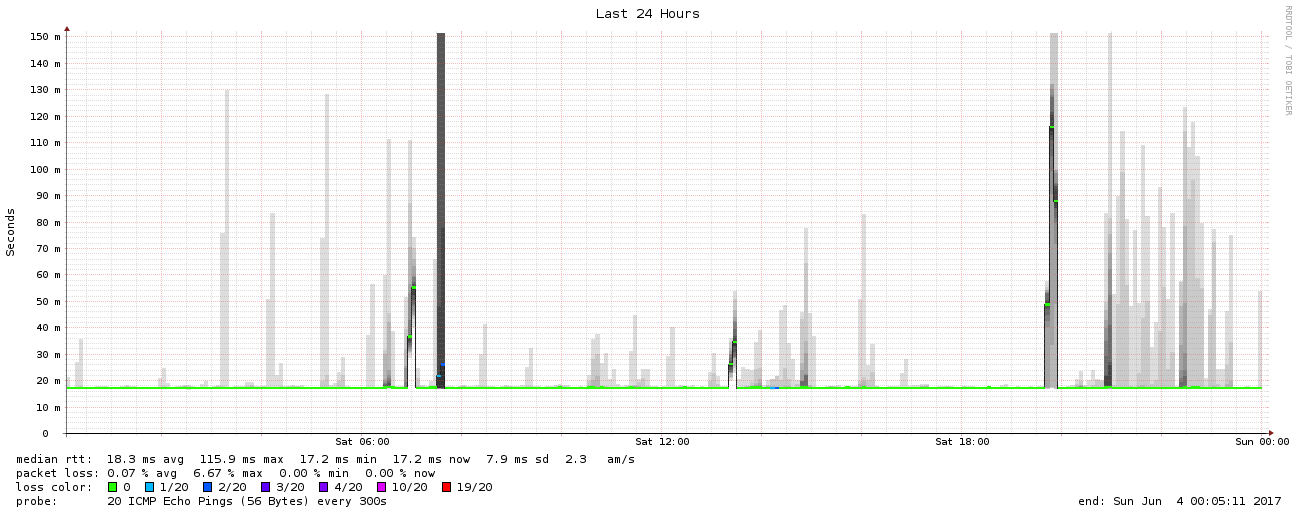 Last 24 Hours
RRDTOOL / TOBI OETIKER
Seconds
150 m
140 m
130 m
120 m
110 m
100 m
90 m
80 m
70 m
60 m
50 m
40 m
30 m
20 m
10 m
0
Sat 06:00 Sat 12:00 Sat 18:00 Sun 00:00
median rtt: 18.3 ms avg 115.9 ms max 17.2 ms min 17.2 ms now 7.9 ms sd 2.3 am/s
packet loss: 0.07 % avg 6.67 % max 0.00 % min 0.00 % now
loss color: 0 1/20 2/20 3/20 4/20 10/20 19/20
probe: 20 ICMP Echo Pings (56 Bytes) every 300s end: Sun Jun 4 00:05:11 2017